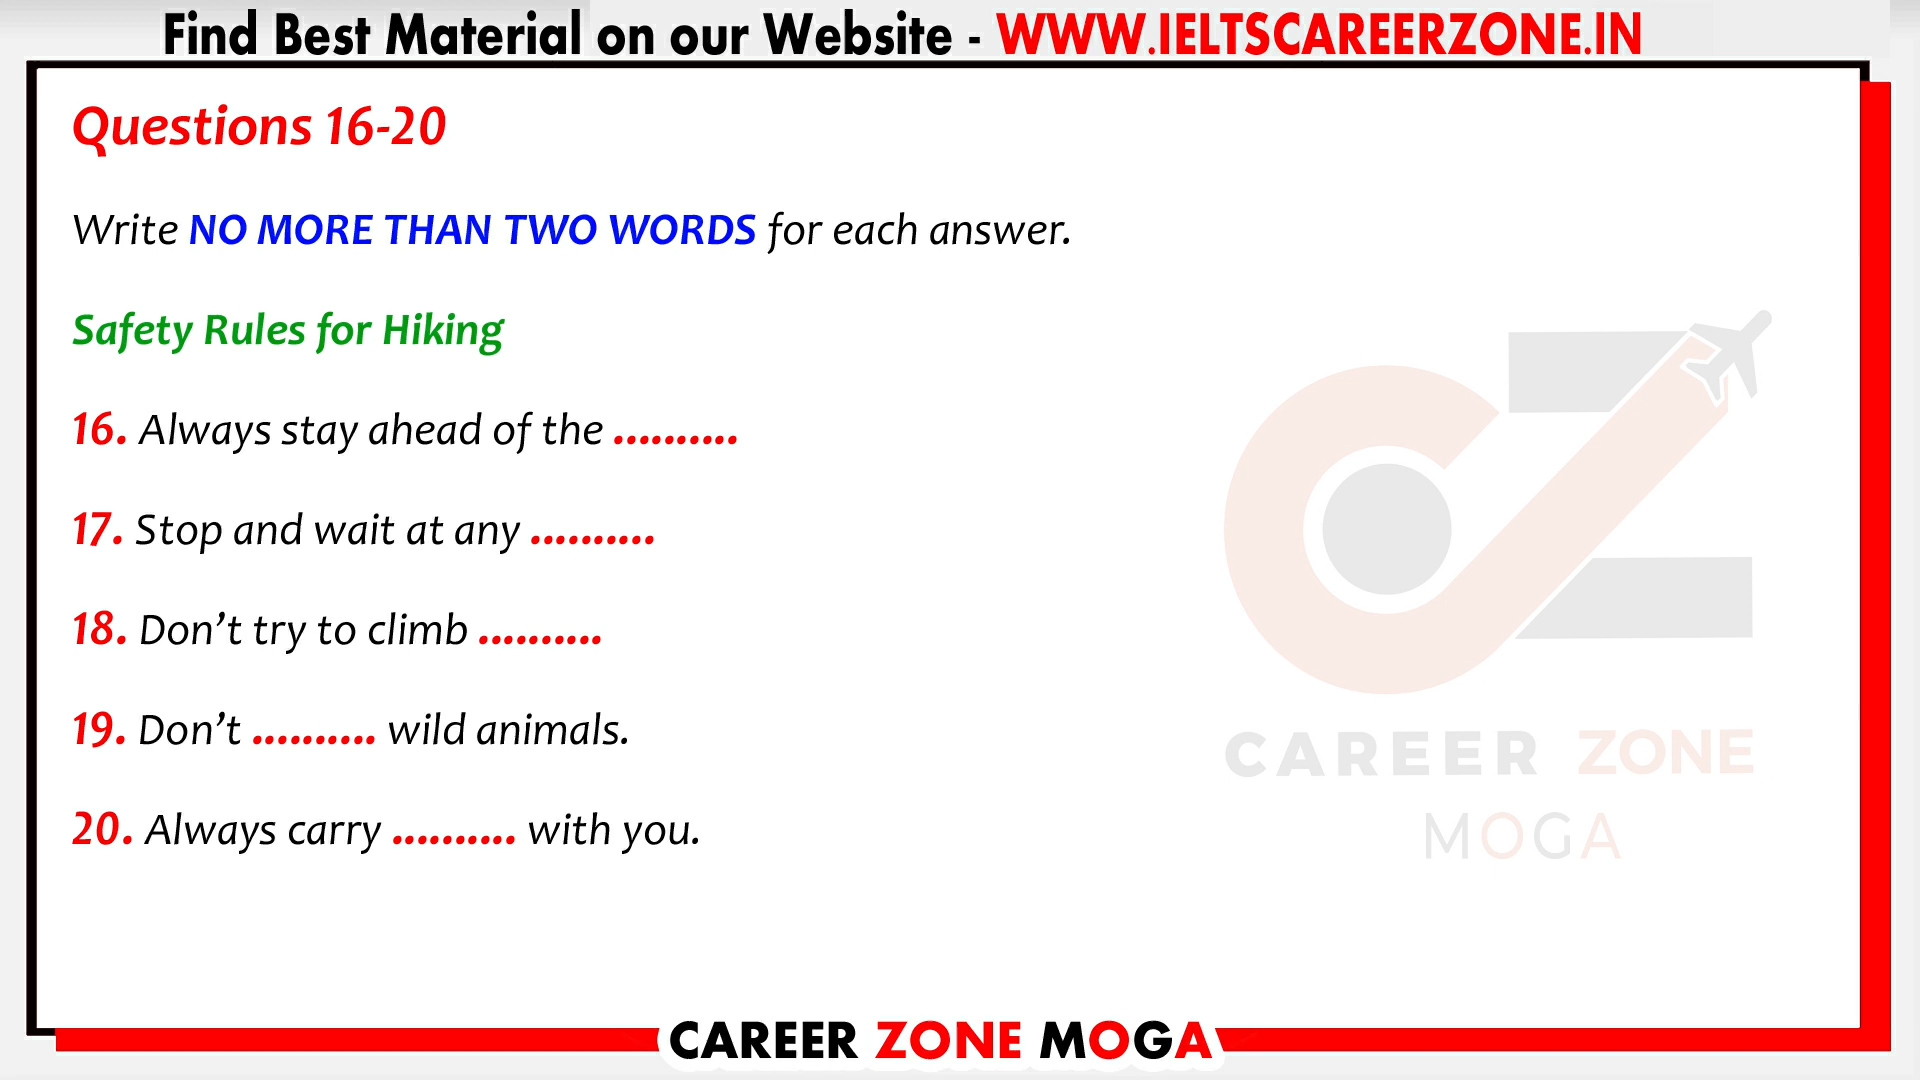 Find Best Material on our Website - WWW.IELTSCAREERZONE.IN
Questions 16-20
Write NO MORE THAN TWO WORDS for each answer.
Safety Rules for Hiking
16. Always stay ahead of the ..........
17. Stop and wait at any ..........
18. Don’t try to climb ..........
19. Don’t .......... wild animals.
20. Always carry .......... with you.
CAREER ZONE
MOGA
CAREER ZONE MOGA